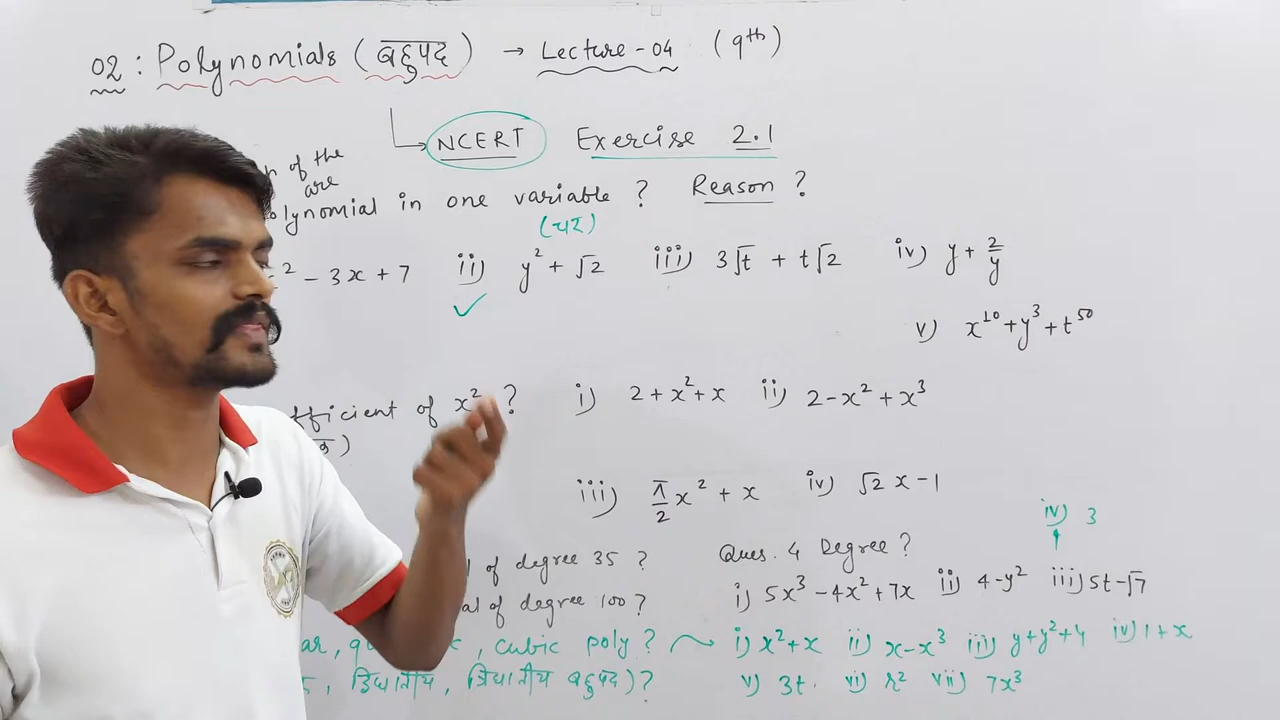 02 : Polynomials (बहुपद) → Lecture - 04 (9th)
NCERT Exercise 2.1
of the
are
olynomial in one variable ? Reason ?
(चर)
2 - 3x + 7 ii) y² + √2 iii) 3√t + t√2 iv) y + 2/y
v) x¹⁰ + y³ + t⁵⁰
fficient of x² ? i) 2 + x² + x ii) 2 - x² + x³
iii) π/2 x² + x iv) √2 x - 1
iv) 3
of degree 35 ? Ques. 4 Degree ?
al of degree 100 ? i) 5x³ - 4x² + 7x ii) 4 - y² iii) 5t - √7
ar, qu c, cubic poly ? i) x² + x ii) x - x³ iii) y + y² + 4 iv) 1 + x
, द्विघातीय, त्रिघातीय बहुपद) ? v) 3t. vi) r² vii) 7x³